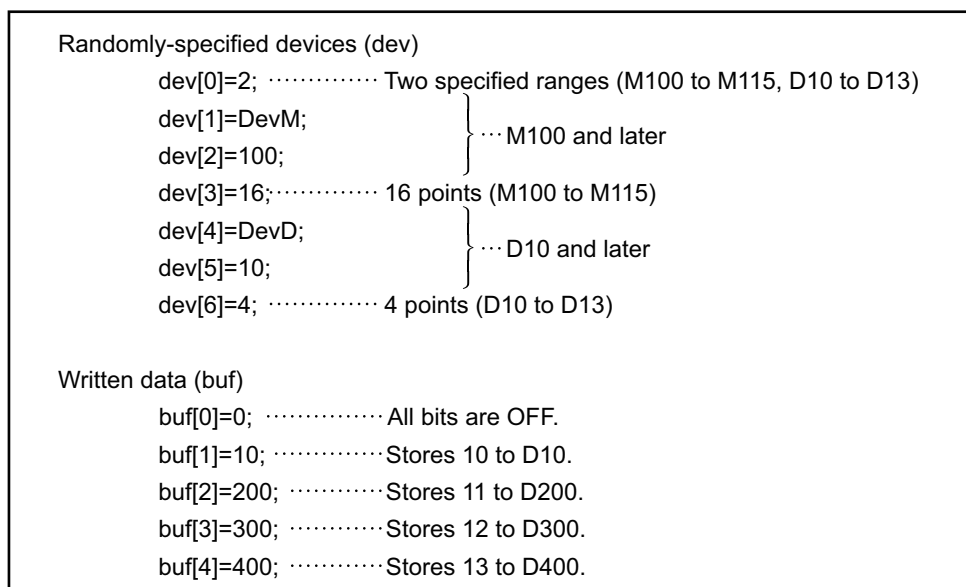 Randomly-specified devices (dev)
dev[0]=2; ·············· Two specified ranges (M100 to M115, D10 to D13)
dev[1]=DevM;
··· M100 and later
dev[2]=100;
dev[3]=16; ·············· 16 points (M100 to M115)
dev[4]=DevD;
··· D10 and later
dev[5]=10;
dev[6]=4; ·············· 4 points (D10 to D13)
Written data (buf)
buf[0]=0; ··············· All bits are OFF.
buf[1]=10; ············· Stores 10 to D10.
buf[2]=200; ············ Stores 11 to D200.
buf[3]=300; ············ Stores 12 to D300.
buf[4]=400; ············ Stores 13 to D400.